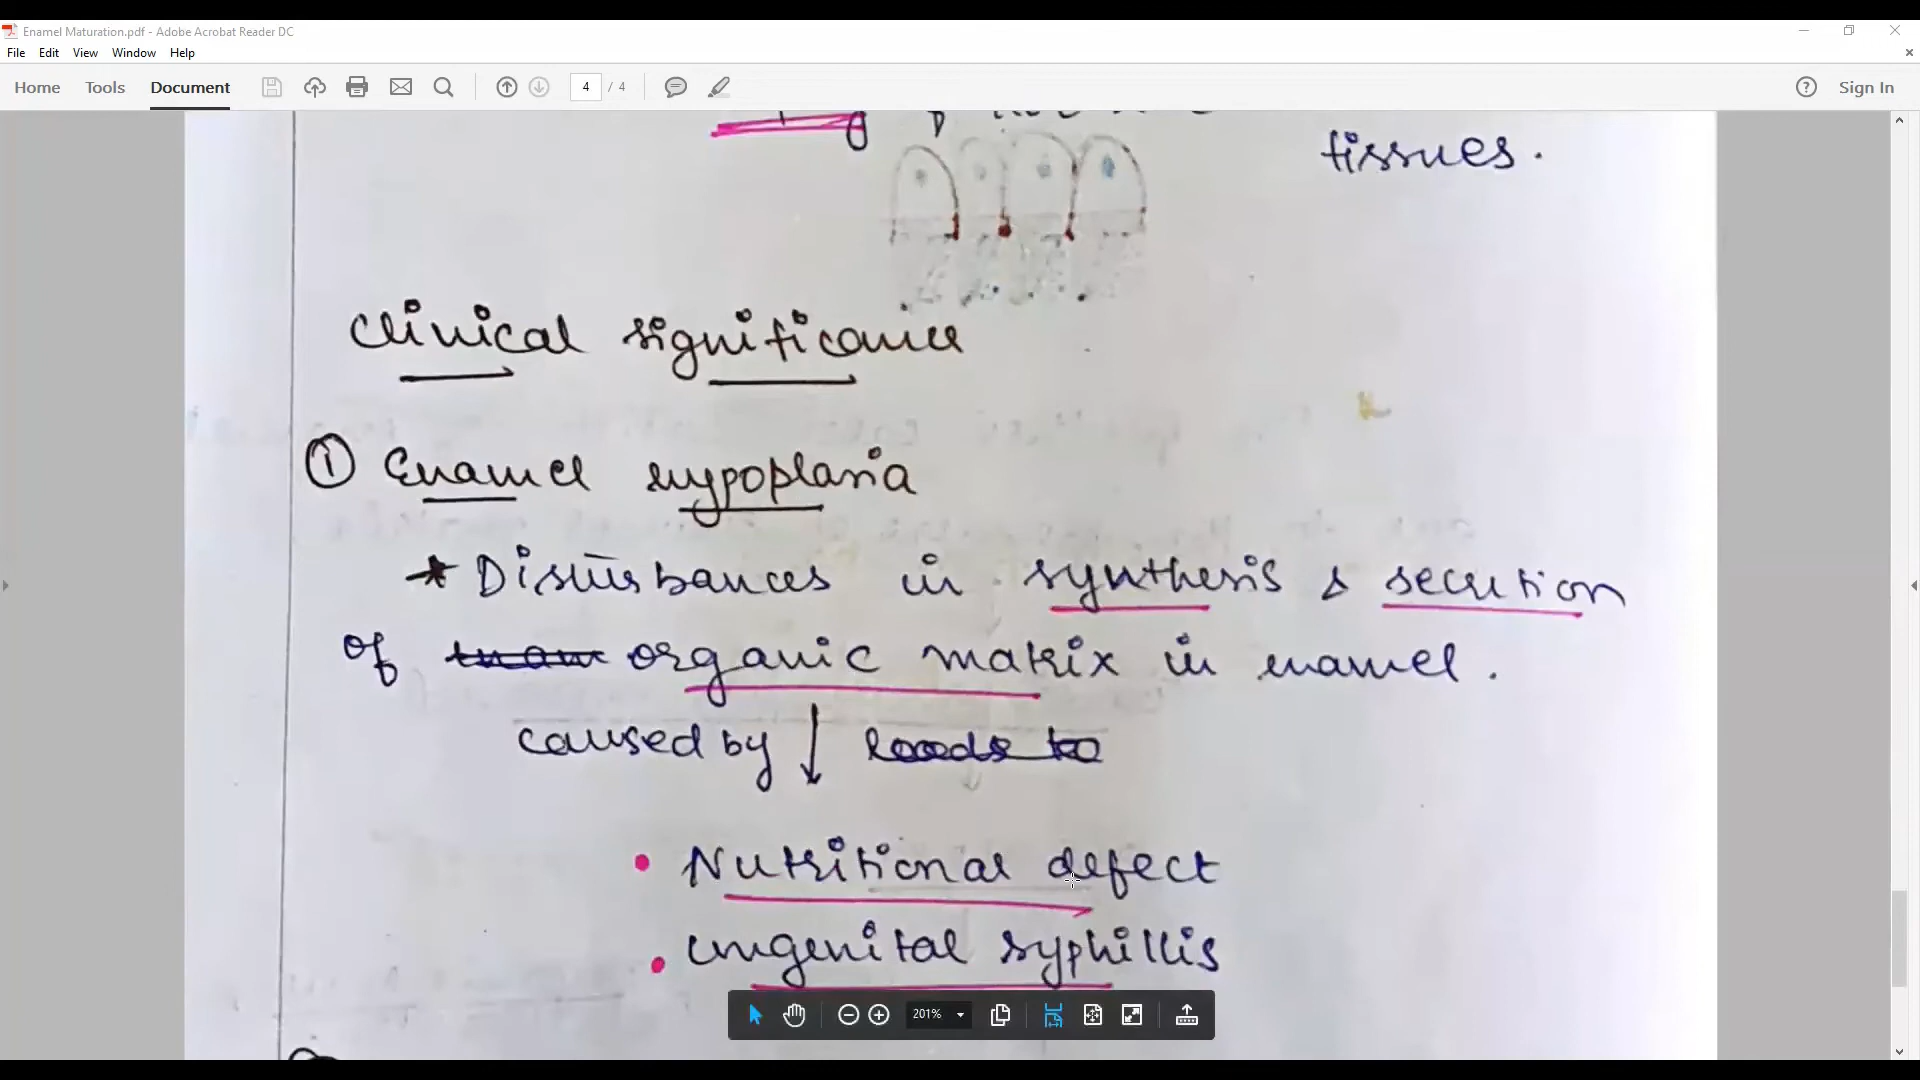 Enamel Maturation.pdf - Adobe Acrobat Reader DC
File Edit View Window Help
Home Tools Document 4 / 4 Sign In
tissues.
Clinical significance
① Enamel hypoplasia
* Disturbances in synthesis & secretion
of organic matrix in enamel.
caused by ↓ leads to
• Nutritional defect
• congenital syphillis
201%